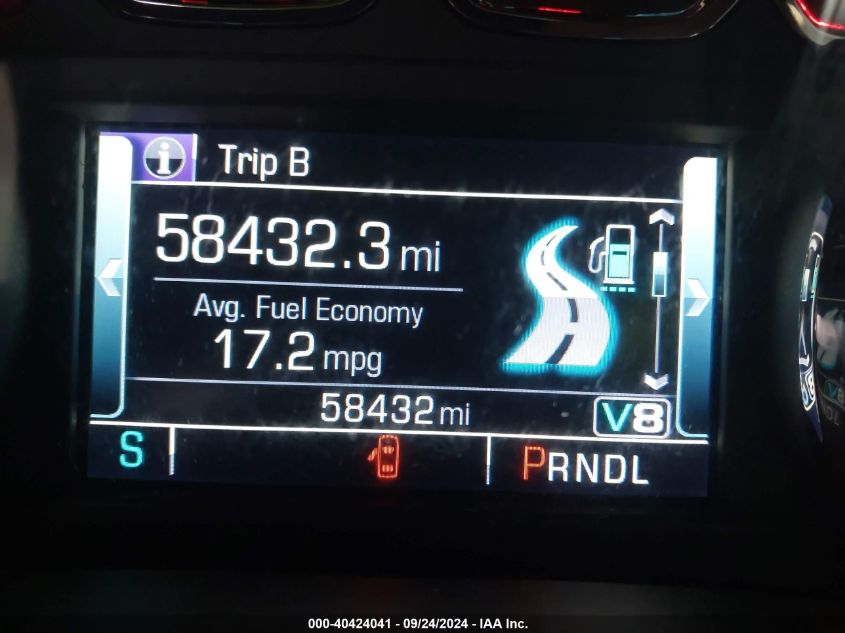 Trip B
58432.3 mi
Avg. Fuel Economy
17.2 mpg
58432 mi
V8
S
PRNDL
V8
000-40424041 - 09/24/2024 - IAA Inc.